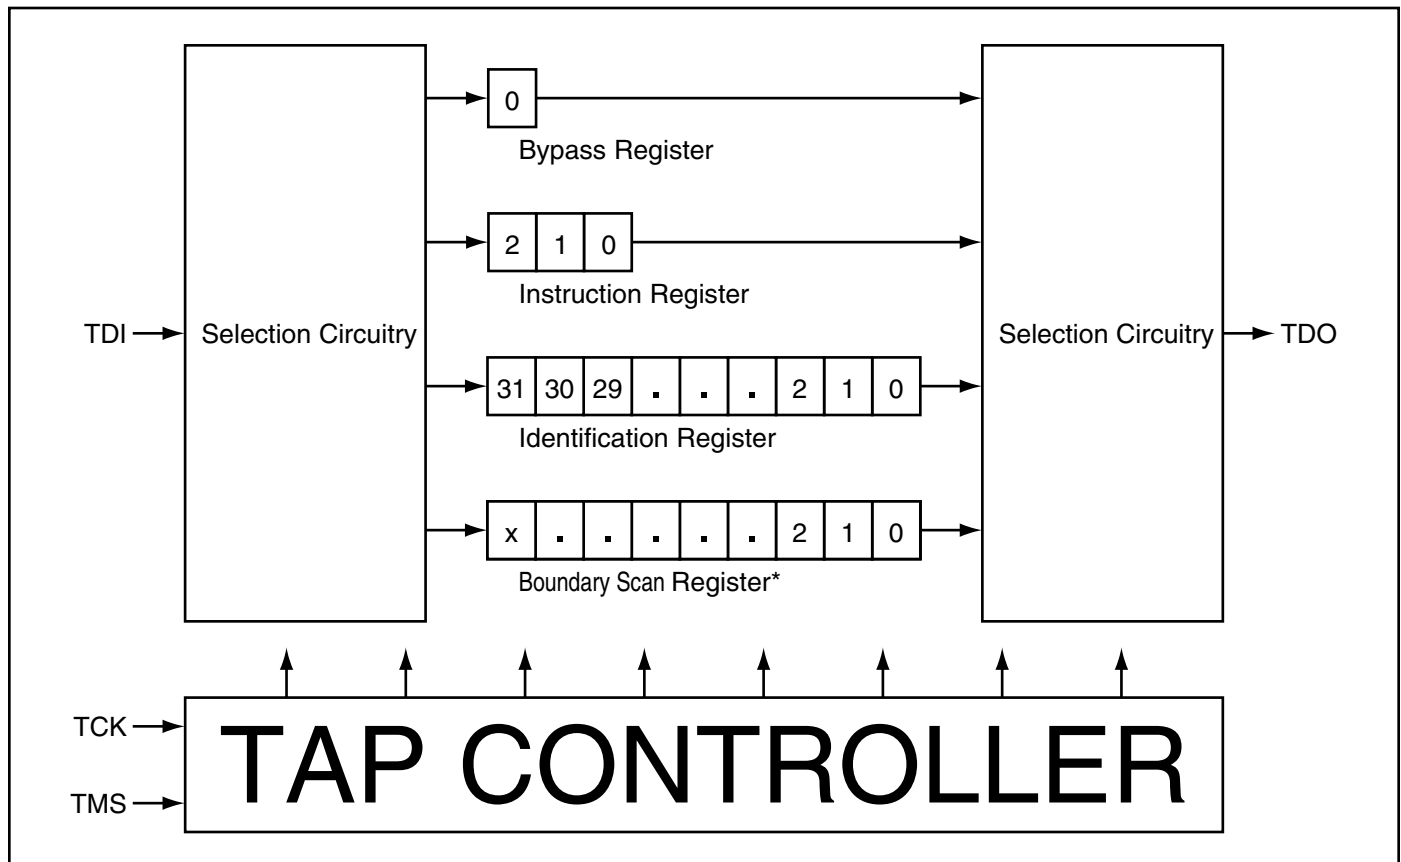 0
Bypass Register
2 1 0
Instruction Register
TDI
Selection Circuitry
Selection Circuitry
TDO
31 30 29 . . . 2 1 0
Identification Register
x . . . . . 2 1 0
Boundary Scan Register*
TCK
TAP CONTROLLER
TMS